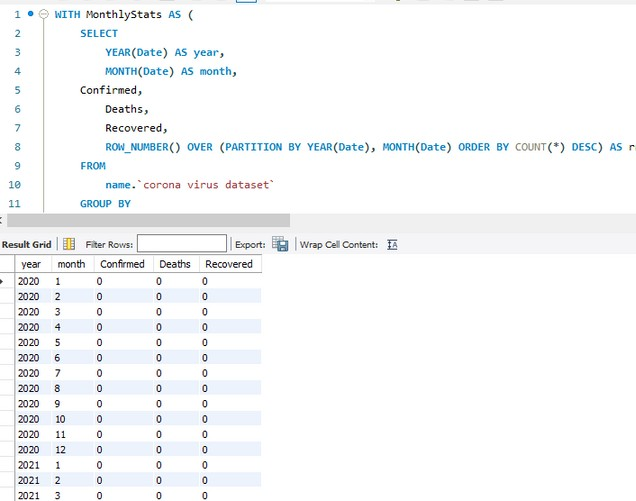 1 WITH MonthlyStats AS (
2 SELECT
3 YEAR(Date) AS year,
4 MONTH(Date) AS month,
5 Confirmed,
6 Deaths,
7 Recovered,
8 ROW_NUMBER() OVER (PARTITION BY YEAR(Date), MONTH(Date) ORDER BY COUNT(*) DESC) AS
9 FROM
10 name.`corona virus dataset`
11 GROUP BY
Result Grid Filter Rows: Export: Wrap Cell Content:
year month Confirmed Deaths Recovered
2020 1 0 0 0
2020 2 0 0 0
2020 3 0 0 0
2020 4 0 0 0
2020 5 0 0 0
2020 6 0 0 0
2020 7 0 0 0
2020 8 0 0 0
2020 9 0 0 0
2020 10 0 0 0
2020 11 0 0 0
2020 12 0 0 0
2021 1 0 0 0
2021 2 0 0 0
2021 3 0 0 0